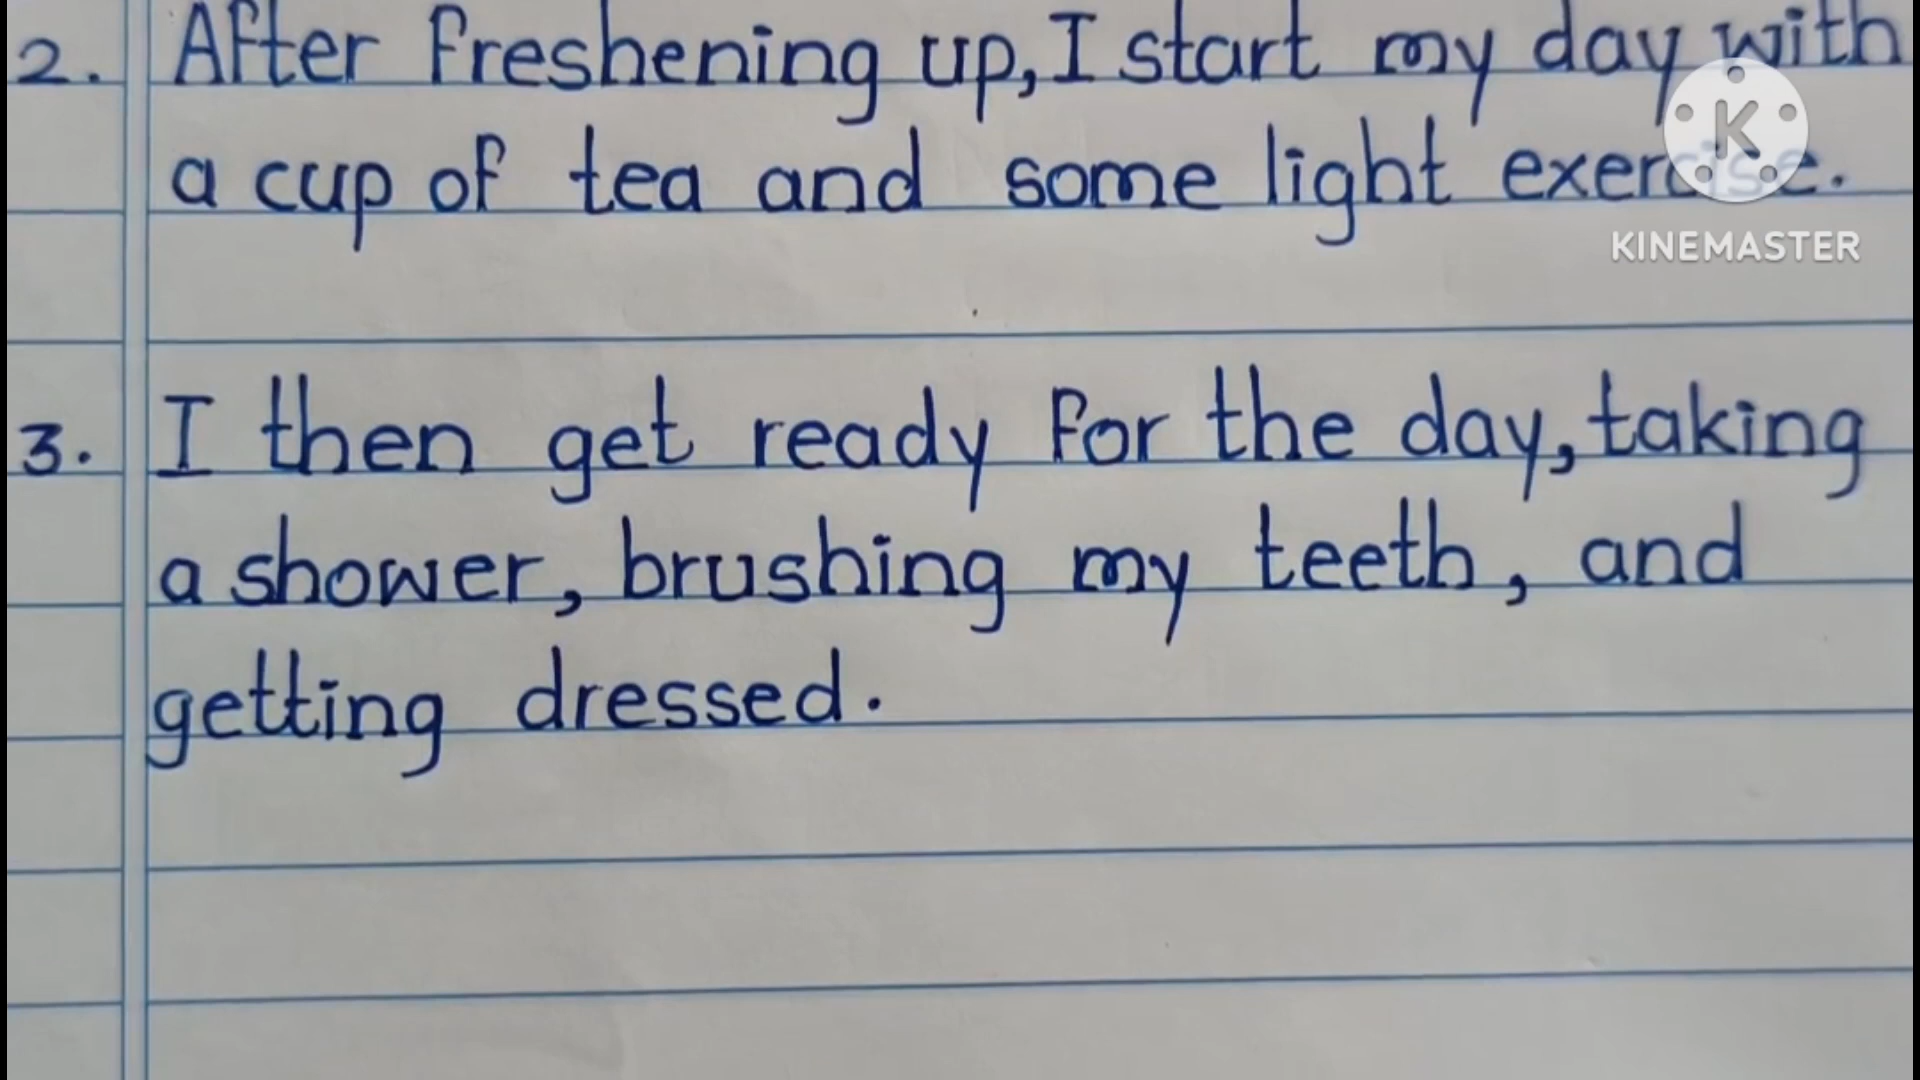 2. After freshening up, I start my day with
a cup of tea and some light exercise.
KINEMASTER
3. I then get ready for the day, taking
a shower, brushing my teeth, and
getting dressed.